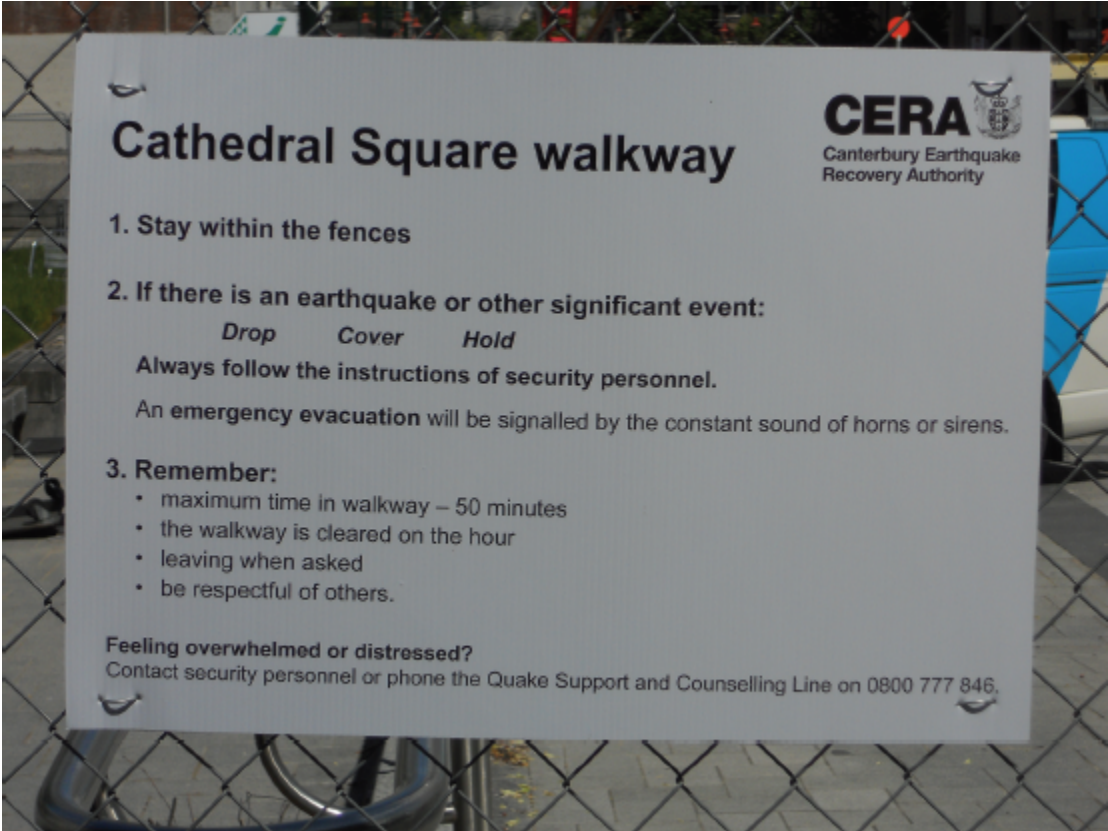 Cathedral Square walkway
CERA
Canterbury Earthquake
Recovery Authority
1. Stay within the fences
2. If there is an earthquake or other significant event:
Drop Cover Hold
Always follow the instructions of security personnel.
An emergency evacuation will be signalled by the constant sound of horns or sirens.
3. Remember:
• maximum time in walkway – 50 minutes
• the walkway is cleared on the hour
• leaving when asked
• be respectful of others.
Feeling overwhelmed or distressed?
Contact security personnel or phone the Quake Support and Counselling Line on 0800 777 846.